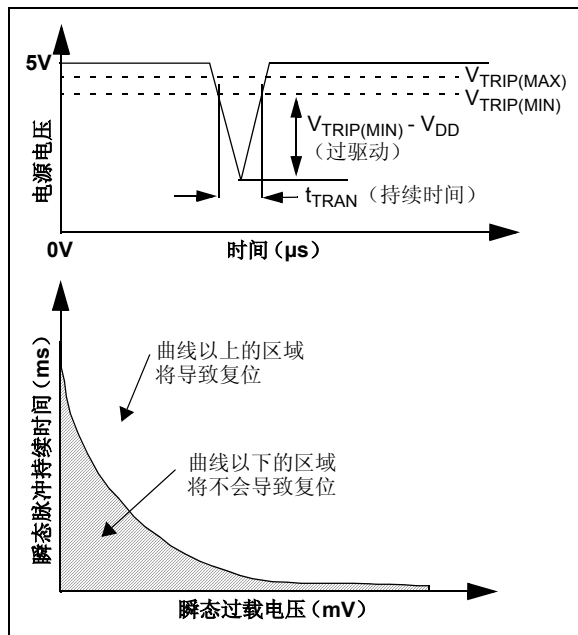 5V
V_TRIP(MAX)
V_TRIP(MIN)
V_TRIP(MIN) - V_DD
（过驱动）
t_TRAN（持续时间）
电源电压
0V
时间（µs）
曲线以上的区域
将导致复位
曲线以下的区域
将不会导致复位
瞬态脉冲持续时间（ms）
瞬态过载电压（mV）